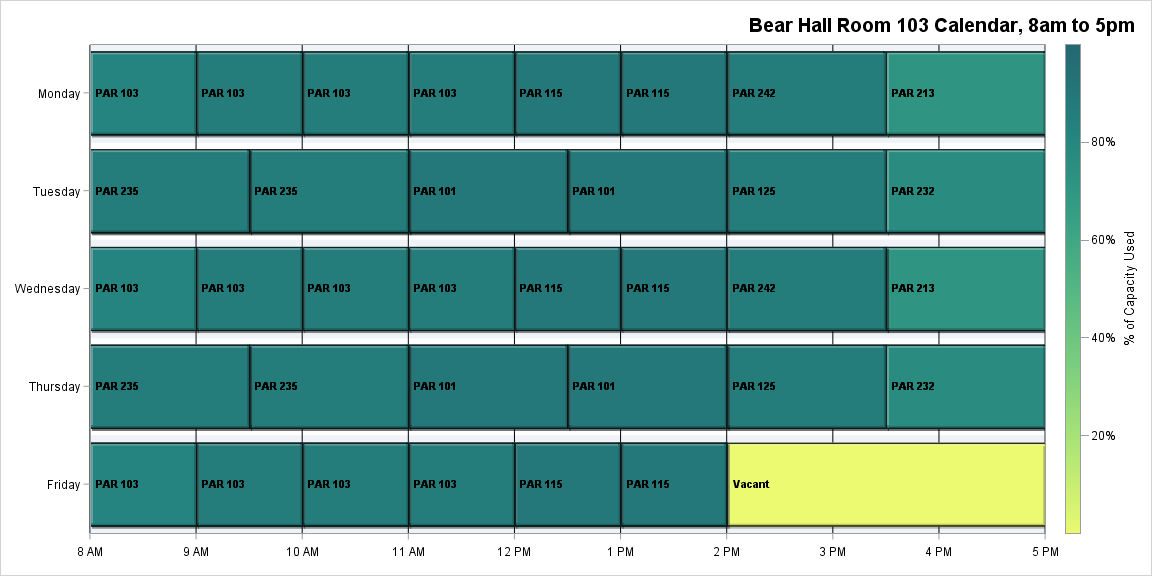 Bear Hall Room 103 Calendar, 8am to 5pm
Monday
PAR 103
PAR 103
PAR 103
PAR 103
PAR 115
PAR 115
PAR 242
PAR 213
Tuesday
PAR 235
PAR 235
PAR 101
PAR 101
PAR 125
PAR 232
Wednesday
PAR 103
PAR 103
PAR 103
PAR 103
PAR 115
PAR 115
PAR 242
PAR 213
Thursday
PAR 235
PAR 235
PAR 101
PAR 101
PAR 125
PAR 232
Friday
PAR 103
PAR 103
PAR 103
PAR 103
PAR 115
PAR 115
Vacant
8 AM
9 AM
10 AM
11 AM
12 PM
1 PM
2 PM
3 PM
4 PM
5 PM
80%
60%
40%
20%
% of Capacity Used